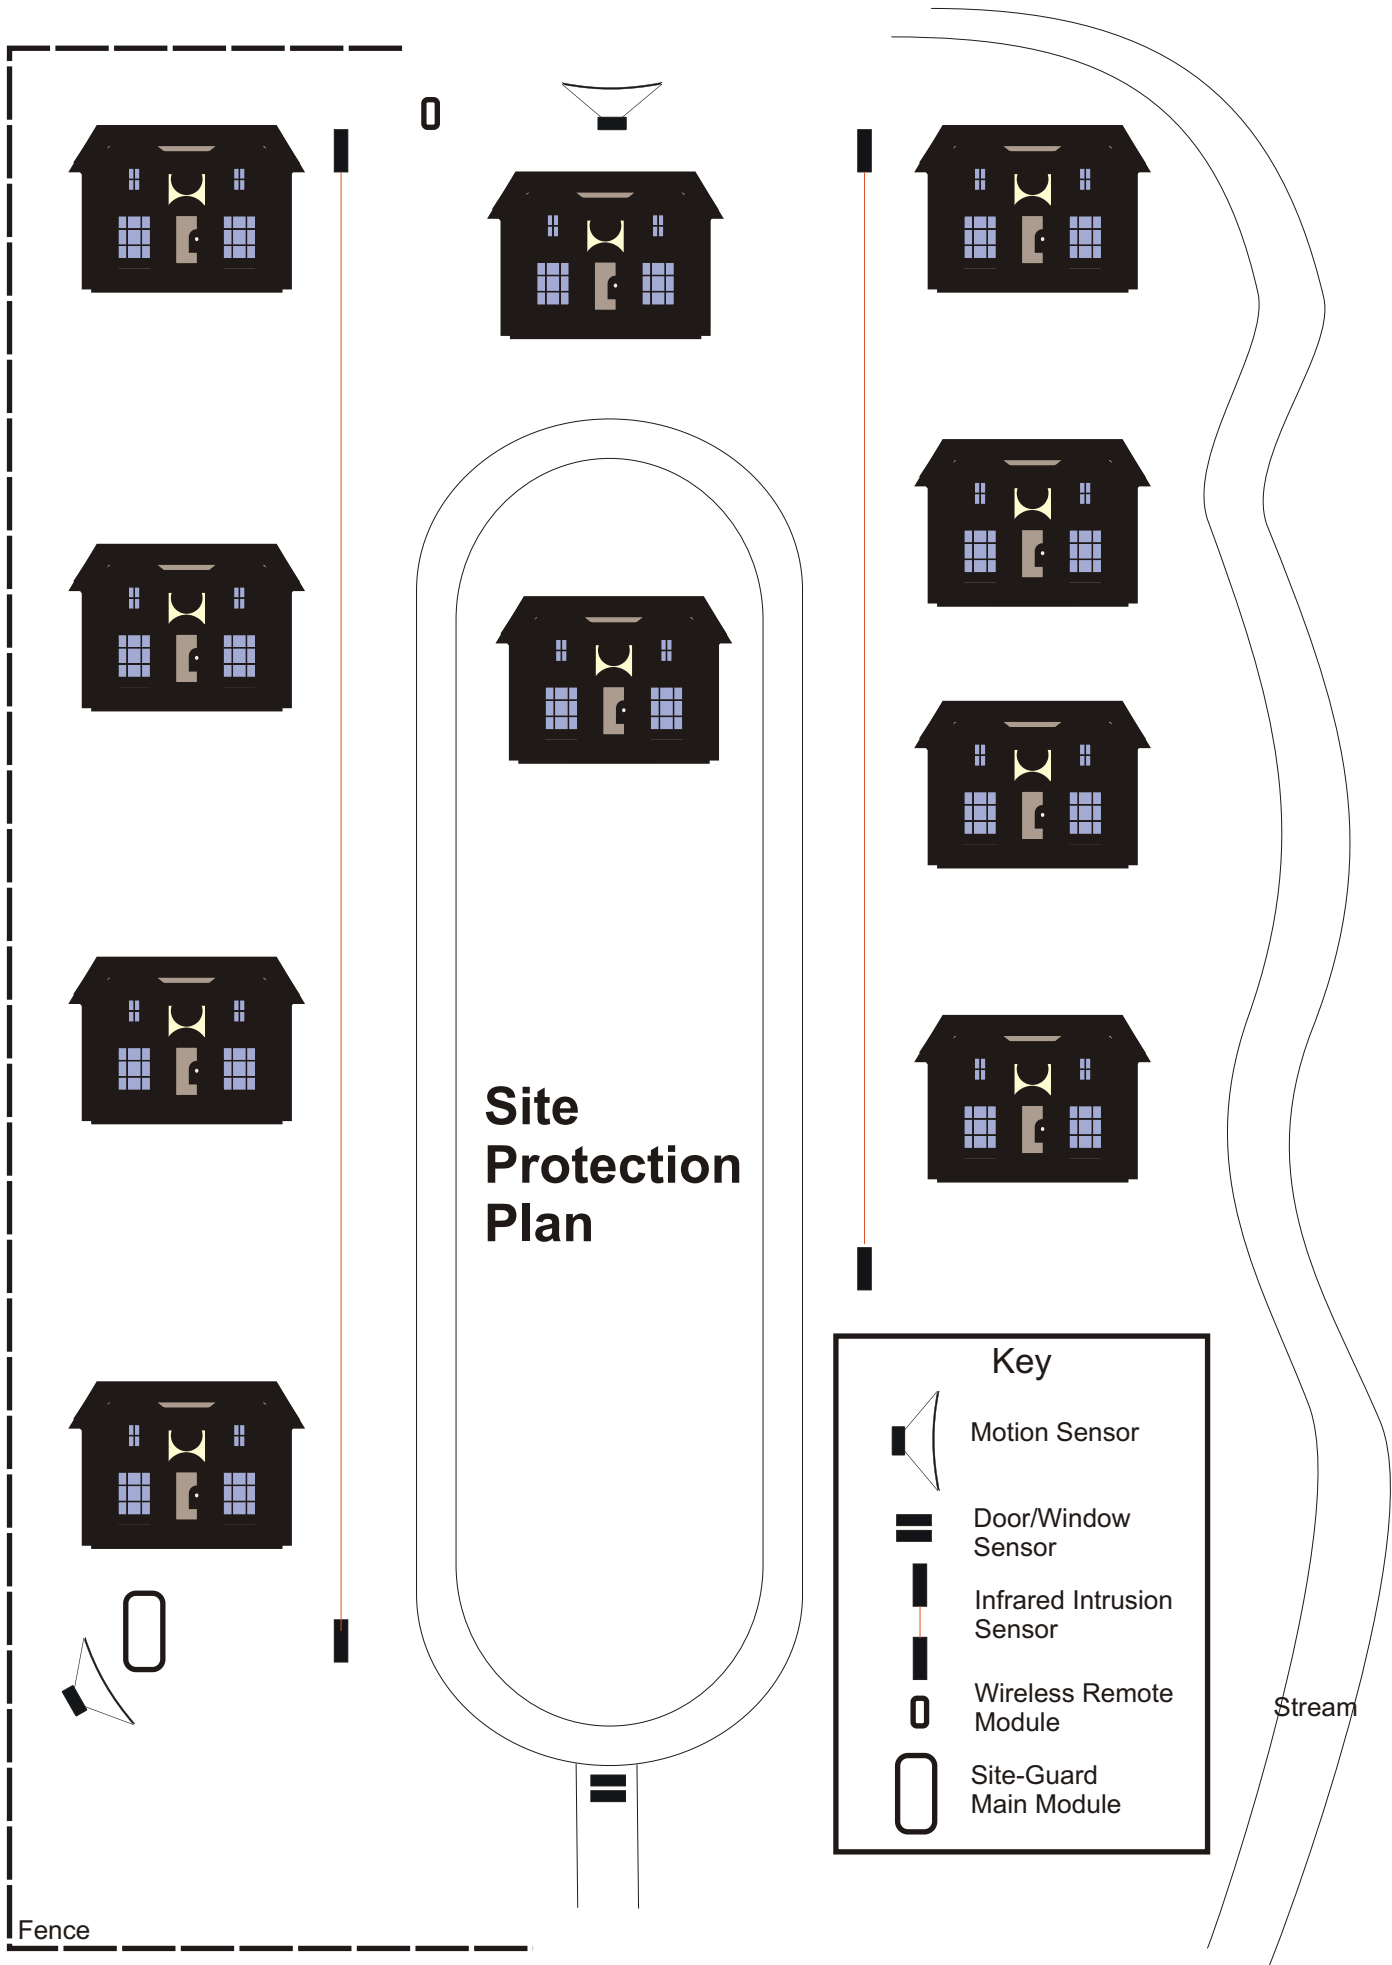 Site
Protection
Plan
Key
Motion Sensor
Door/Window
Sensor
Infrared Intrusion
Sensor
Wireless Remote
Module
Site-Guard
Main Module
Stream
Fence